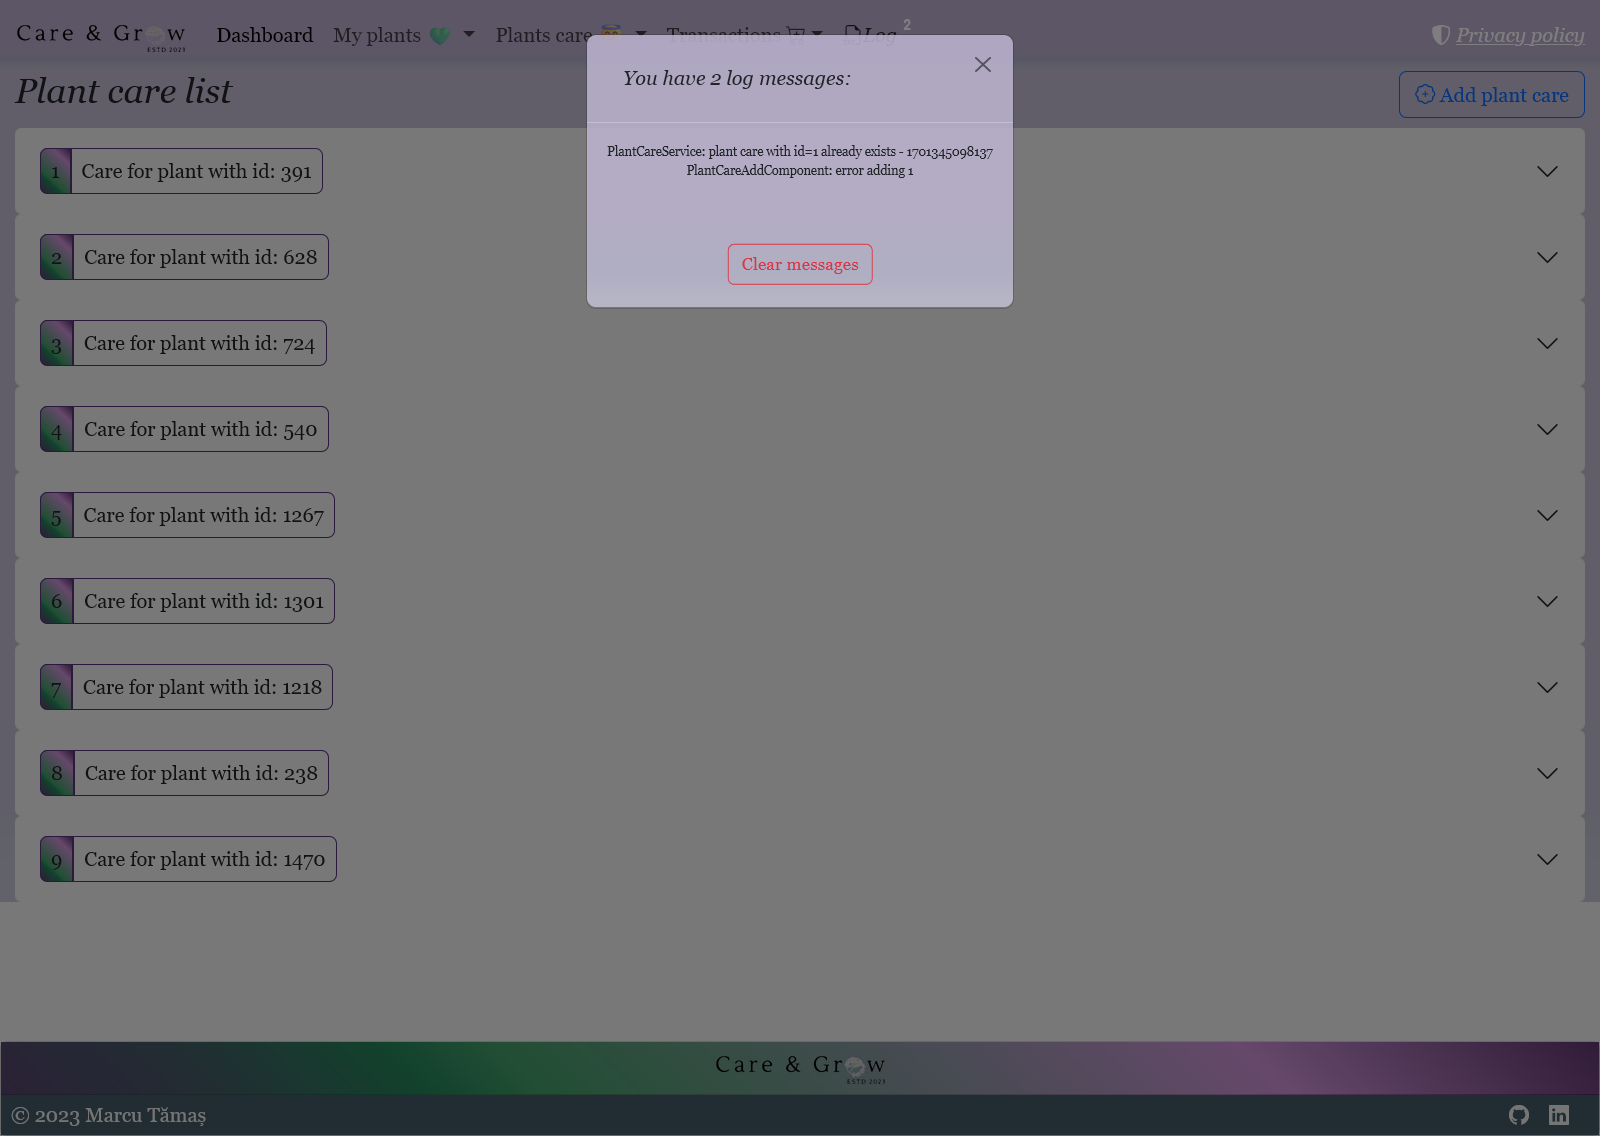 Care & Grow
ESTD 2023
Dashboard
My plants
Plants care
Transactions
Log
2
Privacy policy
Plant care list
Add plant care
You have 2 log messages:
PlantCareService: plant care with id=1 already exists - 1701345098137
PlantCareAddComponent: error adding 1
Clear messages
1 Care for plant with id: 391
2 Care for plant with id: 628
3 Care for plant with id: 724
4 Care for plant with id: 540
5 Care for plant with id: 1267
6 Care for plant with id: 1301
7 Care for plant with id: 1218
8 Care for plant with id: 238
9 Care for plant with id: 1470
Care & Grow
ESTD 2023
© 2023 Marcu Tămaș